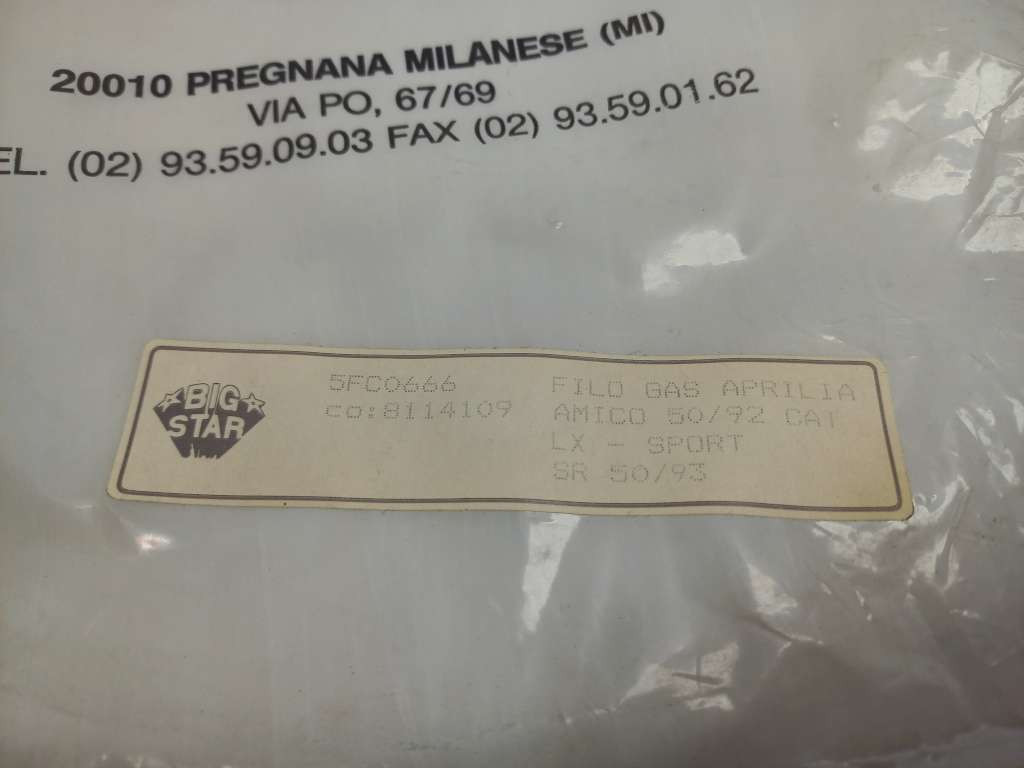 20010 PREGNANA MILANESE (MI)
VIA PO, 67/69
EL. (02) 93.59.09.03 FAX (02) 93.59.01.62
BIG
STAR
5FC0666
co:8114109
FILO GAS APRILIA
AMICO 50/92 CAT
LX - SPORT
SR 50/93